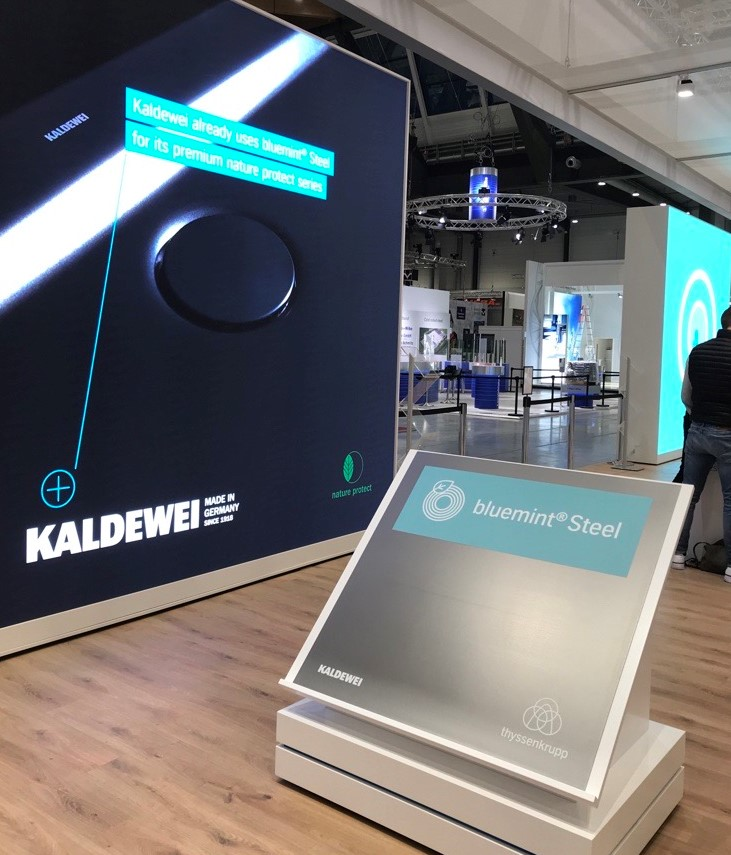 KALDEWEI
Kaldewei already uses bluemint® Steel
for its premium nature protect series
nature protect
KALDEWEI
MADE IN
GERMANY
SINCE 1918
bluemint® Steel
KALDEWEI
thyssenkrupp